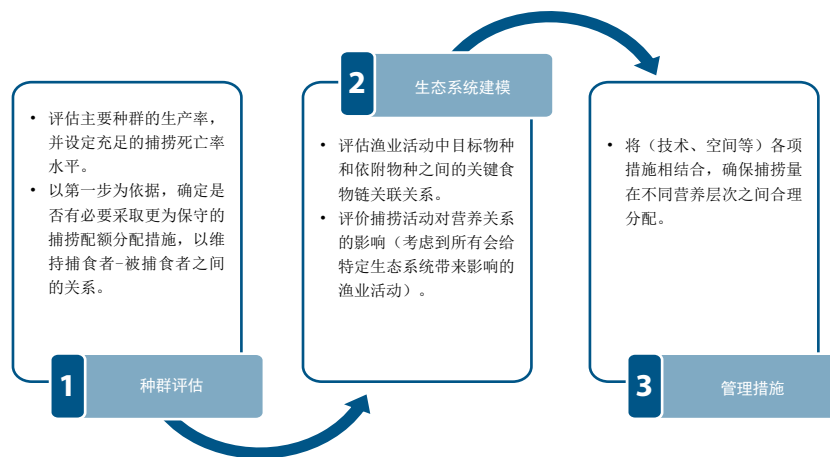 • 评估主要种群的生产率，
并设定充足的捕捞死亡率
水平。
• 以第一步为依据，确定是
否有必要采取更为保守的
捕捞配额分配措施，以维
持捕食者-被捕食者之间
的关系。
1
种群评估
2
生态系统建模
• 评估渔业活动中目标物种
和依附物种之间的关键食
物链关联关系。
• 评价捕捞活动对营养关系
的影响（考虑到所有会给
特定生态系统带来影响的
渔业活动）。
• 将（技术、空间等）各项
措施相结合，确保捕捞量
在不同营养层次之间合理
分配。
3
管理措施